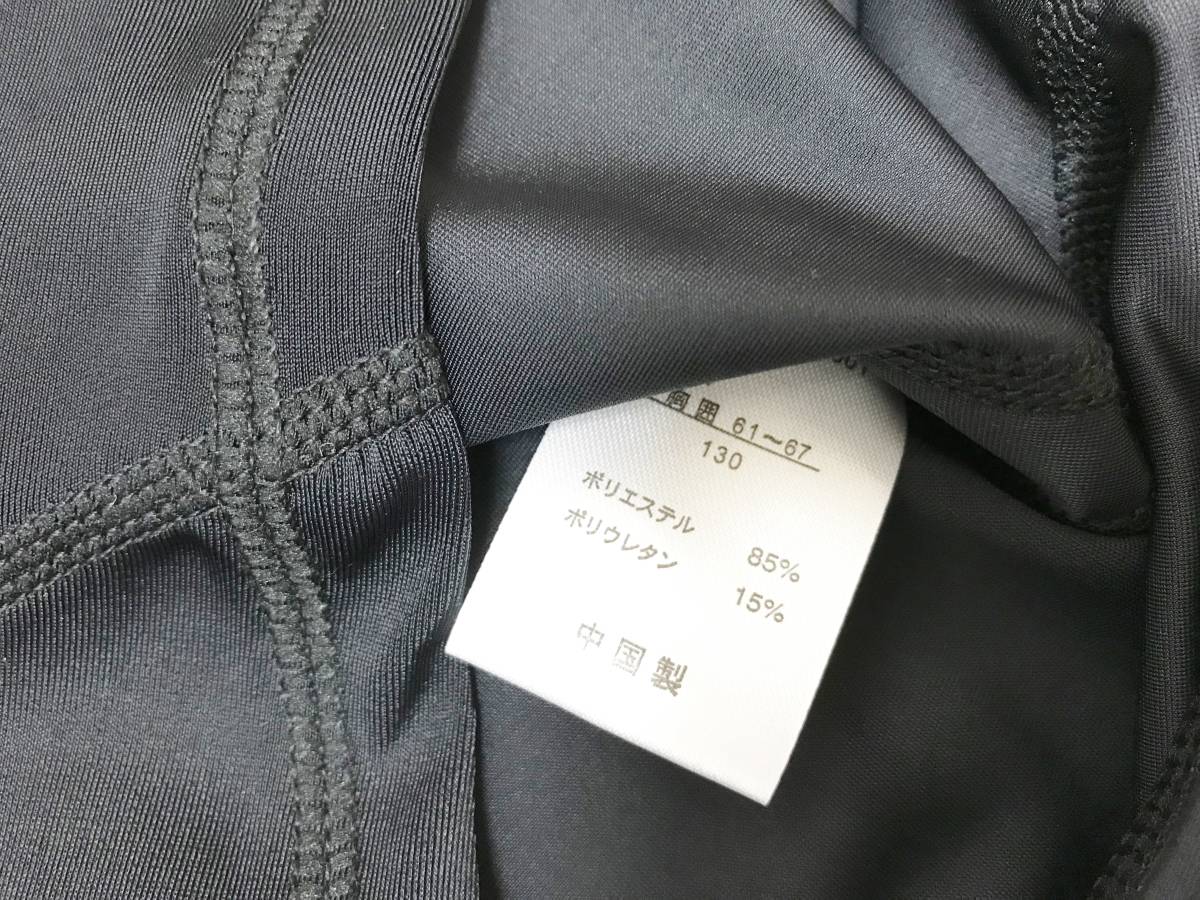 胸囲 61～67
130
ポリエステル 85%
ポリウレタン 15%
中国製